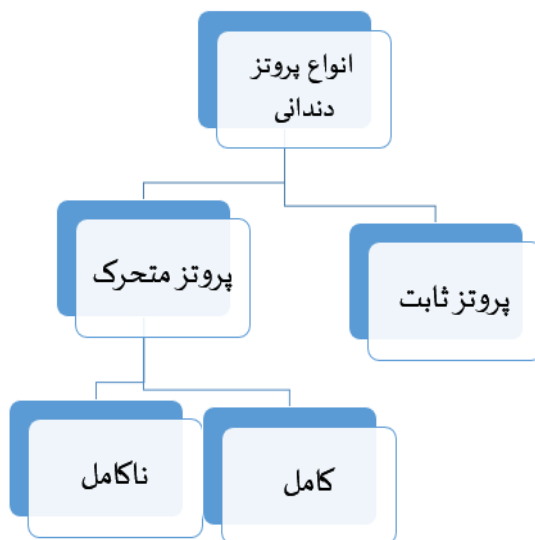 انواع پروتز
دندانی
پروتز ثابت
پروتز متحرک
کامل
ناکامل